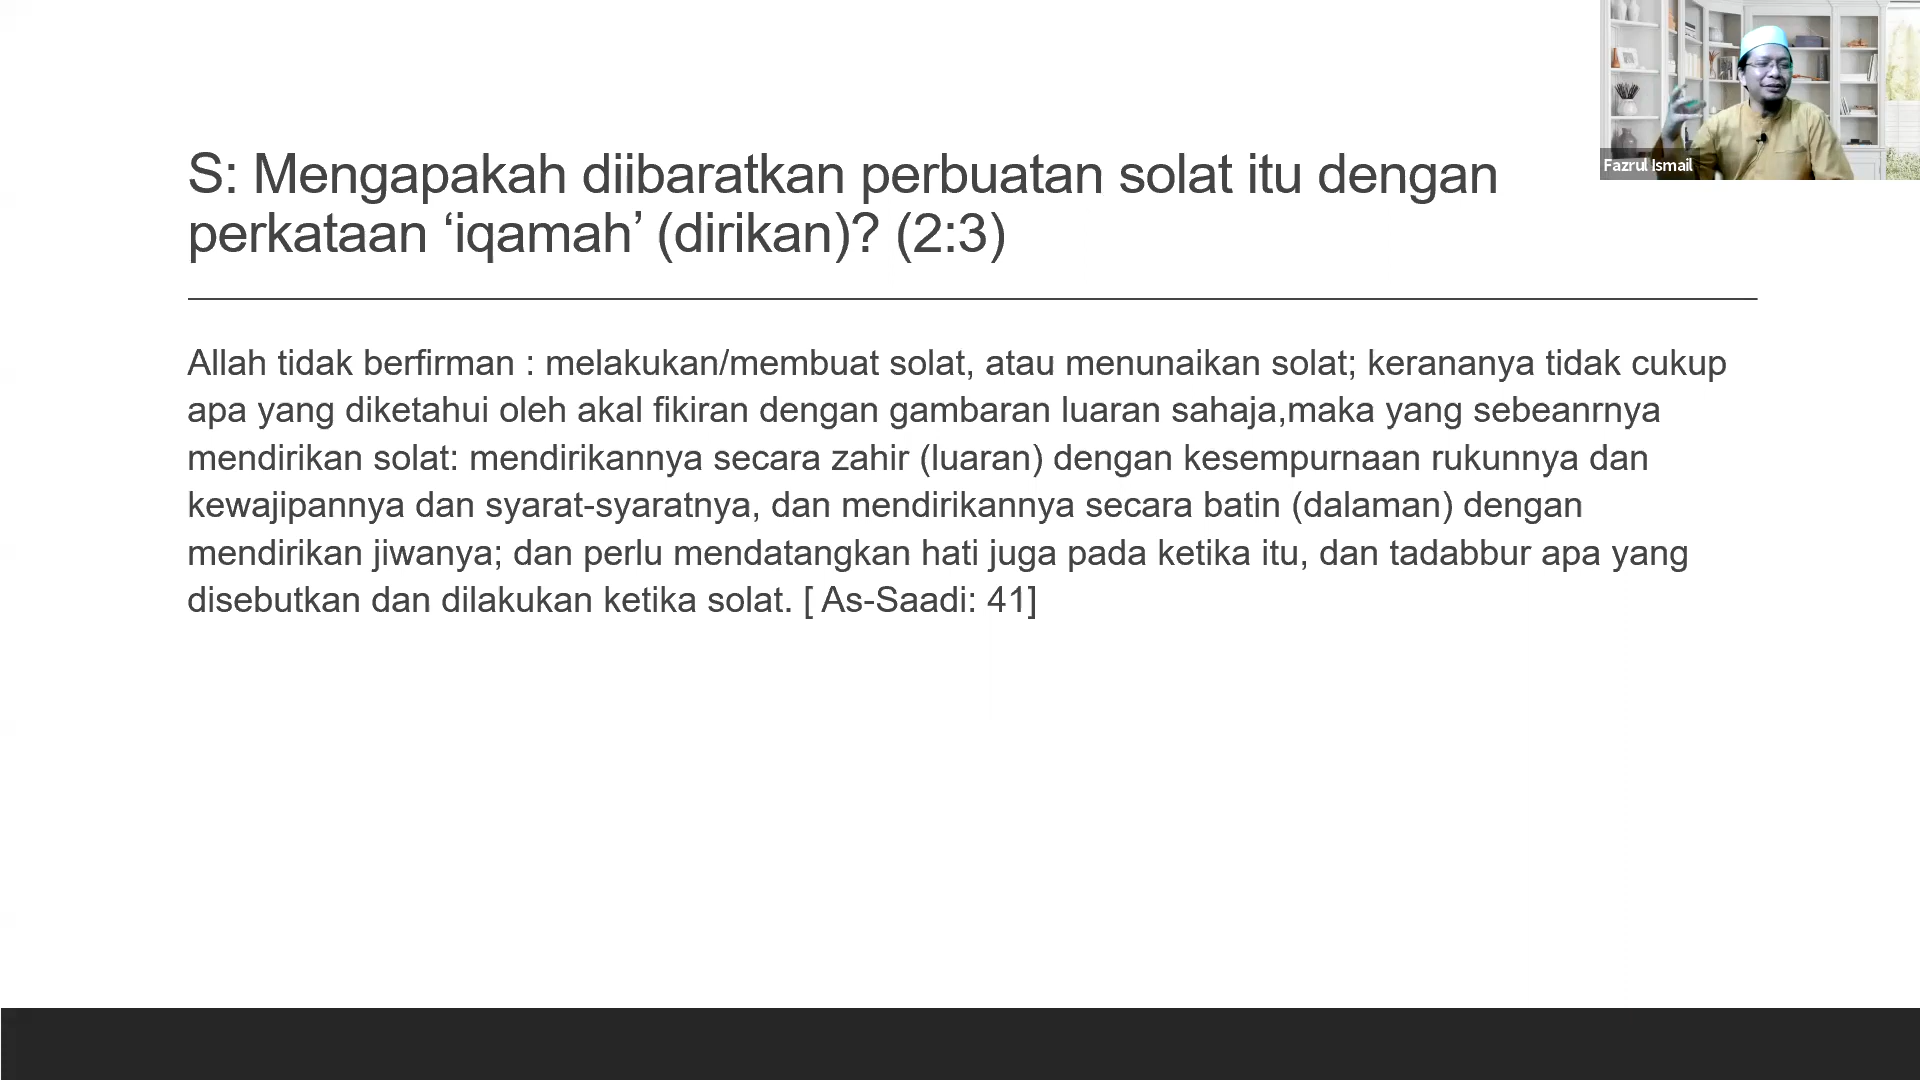 S: Mengapakah diibaratkan perbuatan solat itu dengan
perkataan ‘iqamah’ (dirikan)? (2:3)
Allah tidak berfirman : melakukan/membuat solat, atau menunaikan solat; kerananya tidak cukup
apa yang diketahui oleh akal fikiran dengan gambaran luaran sahaja,maka yang sebeanrnya
mendirikan solat: mendirikannya secara zahir (luaran) dengan kesempurnaan rukunnya dan
kewajipannya dan syarat-syaratnya, dan mendirikannya secara batin (dalaman) dengan
mendirikan jiwanya; dan perlu mendatangkan hati juga pada ketika itu, dan tadabbur apa yang
disebutkan dan dilakukan ketika solat. [ As-Saadi: 41]
Fazrul Ismail